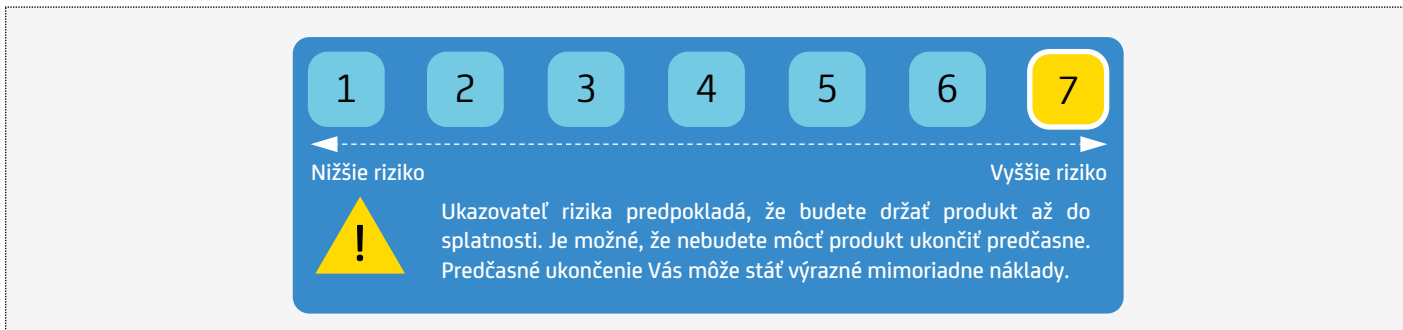 1 2 3 4 5 6 7
Nižšie riziko Vyššie riziko
!
Ukazovateľ rizika predpokladá, že budete držať produkt až do
splatnosti. Je možné, že nebudete môcť produkt ukončiť predčasne.
Predčasné ukončenie Vás môže stáť výrazné mimoriadne náklady.